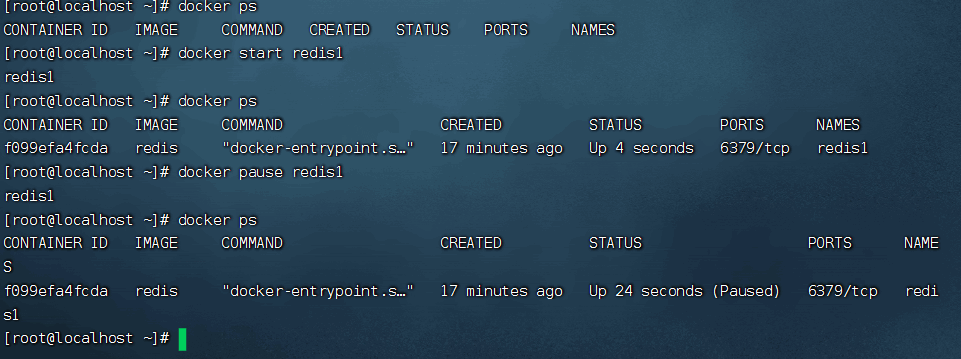 [root@localhost ~]# docker ps
CONTAINER ID   IMAGE     COMMAND   CREATED   STATUS    PORTS     NAMES
[root@localhost ~]# docker start redis1
redis1
[root@localhost ~]# docker ps
CONTAINER ID   IMAGE     COMMAND                  CREATED          STATUS         PORTS      NAMES
f099efa4fcda   redis     "docker-entrypoint.s…"   17 minutes ago   Up 4 seconds   6379/tcp   redis1
[root@localhost ~]# docker pause redis1
redis1
[root@localhost ~]# docker ps
CONTAINER ID   IMAGE     COMMAND                  CREATED          STATUS                   PORTS      NAME
S
f099efa4fcda   redis     "docker-entrypoint.s…"   17 minutes ago   Up 24 seconds (Paused)   6379/tcp   redi
s1
[root@localhost ~]#